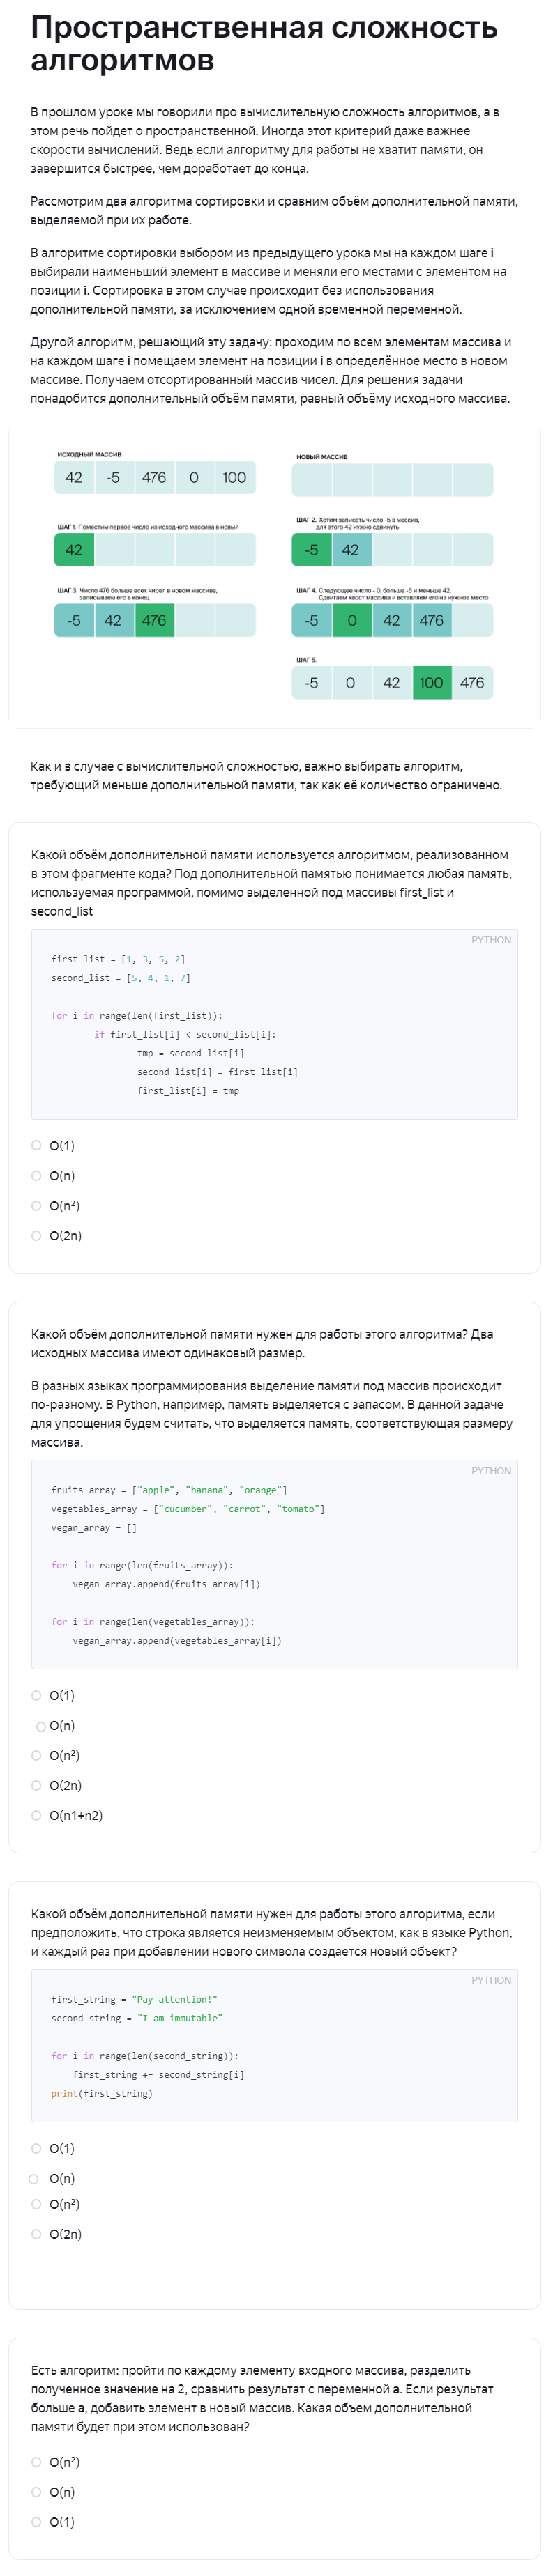 Пространственная сложность
алгоритмов
В прошлом уроке мы говорили про вычислительную сложность алгоритмов, а в
этом речь пойдет о пространственной. Иногда этот критерий даже важнее
скорости вычислений. Ведь если алгоритму для работы не хватит памяти, он
завершится быстрее, чем доработает до конца.
Рассмотрим два алгоритма сортировки и сравним объём дополнительной памяти,
выделяемой при их работе.
В алгоритме сортировки выбором из предыдущего урока мы на каждом шаге i
выбирали наименьший элемент в массиве и меняли его местами с элементом на
позиции i. Сортировка в этом случае происходит без использования
дополнительной памяти, за исключением одной временной переменной.
Другой алгоритм, решающий эту задачу: проходим по всем элементам массива и
на каждом шаге i помещаем элемент на позиции i в определённое место в новом
массиве. Получаем отсортированный массив чисел. Для решения задачи
понадобится дополнительный объём памяти, равный объёму исходного массива.
ИСХОДНЫЙ МАССИВ
42 -5 476 0 100
НОВЫЙ МАССИВ
ШАГ 1. Поместим первое число из исходного массива в новый
42
ШАГ 2. Хотим записать число -5 в массив,
для этого 42 нужно сдвинуть
-5 42
ШАГ 3. Число 476 больше всех чисел в новом массиве,
записываем его в конец
-5 42 476
ШАГ 4. Следующее число - 0, больше -5 и меньше 42.
Сдвигаем хвост массива и вставляем его на нужное место
-5 0 42 476
ШАГ 5.
-5 0 42 100 476
Как и в случае с вычислительной сложностью, важно выбирать алгоритм,
требующий меньше дополнительной памяти, так как её количество ограничено.
Какой объём дополнительной памяти используется алгоритмом, реализованном
в этом фрагменте кода? Под дополнительной памятью понимается любая память,
используемая программой, помимо выделенной под массивы first_list и
second_list
PYTHON
first_list = [1, 3, 5, 2]
second_list = [5, 4, 1, 7]
for i in range(len(first_list)):
if first_list[i] < second_list[i]:
tmp = second_list[i]
second_list[i] = first_list[i]
first_list[i] = tmp
O(1)
O(n)
O(n²)
O(2n)
Какой объём дополнительной памяти нужен для работы этого алгоритма? Два
исходных массива имеют одинаковый размер.
В разных языках программирования выделение памяти под массив происходит
по-разному. В Python, например, память выделяется с запасом. В данной задаче
для упрощения будем считать, что выделяется память, соответствующая размеру
массива.
PYTHON
fruits_array = ["apple", "banana", "orange"]
vegetables_array = ["cucumber", "carrot", "tomato"]
vegan_array = []
for i in range(len(fruits_array)):
vegan_array.append(fruits_array[i])
for i in range(len(vegetables_array)):
vegan_array.append(vegetables_array[i])
O(1)
O(n)
O(n²)
O(2n)
O(n1+n2)
Какой объём дополнительной памяти нужен для работы этого алгоритма, если
предположить, что строка является неизменяемым объектом, как в языке Python,
и каждый раз при добавлении нового символа создается новый объект?
PYTHON
first_string = "Pay attention!"
second_string = "I am immutable"
for i in range(len(second_string)):
first_string += second_string[i]
print(first_string)
O(1)
O(n)
O(n²)
O(2n)
Есть алгоритм: пройти по каждому элементу входного массива, разделить
полученное значение на 2, сравнить результат с переменной a. Если результат
больше a, добавить элемент в новый массив. Какая объем дополнительной
памяти будет при этом использован?
O(n²)
O(n)
O(1)